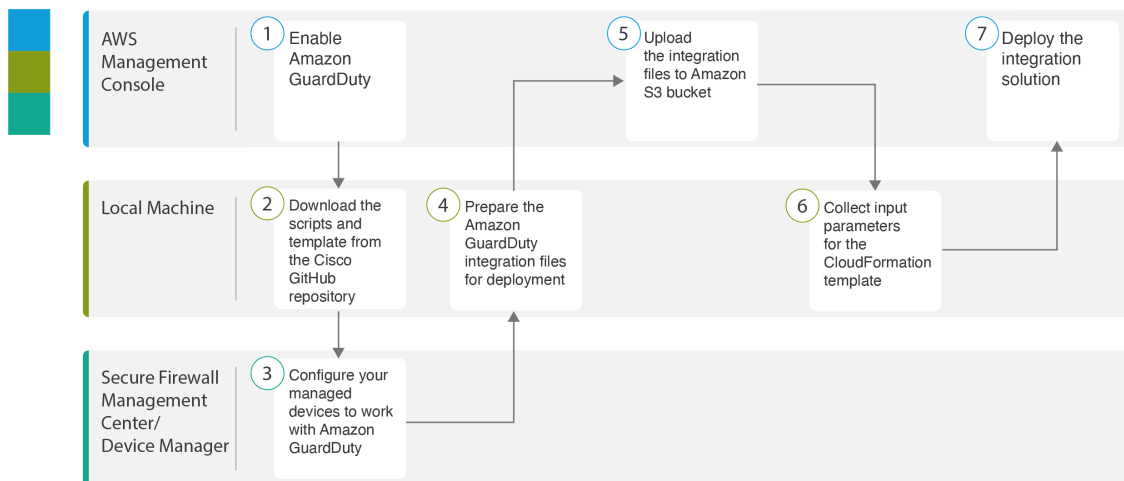 AWS
Management
Console
1
Enable
Amazon
GuardDuty
5
Upload
the integration
files to Amazon
S3 bucket
7
Deploy the
integration
solution
Local Machine
2
Download the
scripts and
template from
the Cisco
GitHub
repository
4
Prepare the
Amazon
GuardDuty
integration files
for deployment
6
Collect input
parameters
for the
CloudFormation
template
Secure Firewall
Management
Center/
Device Manager
3
Configure your
managed
devices to work
with Amazon
GuardDuty